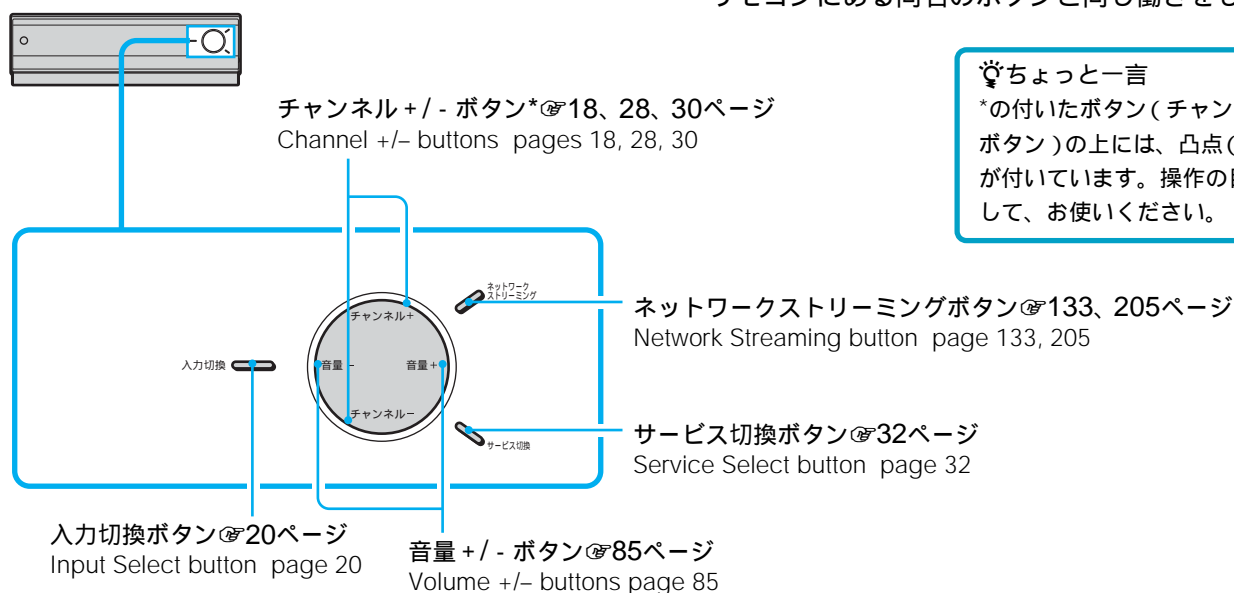 リモコンにある同名のボタンと同じ働きをし
ちょっと一言
*の付いたボタン(チャン
ボタン)の上には、凸点(
が付いています。操作の
して、お使いください。
チャンネル +/- ボタン*☞18、28、30ページ
Channel +/– buttons pages 18, 28, 30
ネットワーク
ストリーミング
チャンネル+
入力切換
音量 -
音量 +
チャンネルー
サービス切換
ネットワークストリーミングボタン☞133、205ページ
Network Streaming button page 133, 205
サービス切換ボタン☞32ページ
Service Select button page 32
入力切換ボタン☞20ページ
Input Select button page 20
音量 +/- ボタン☞85ページ
Volume +/– buttons page 85